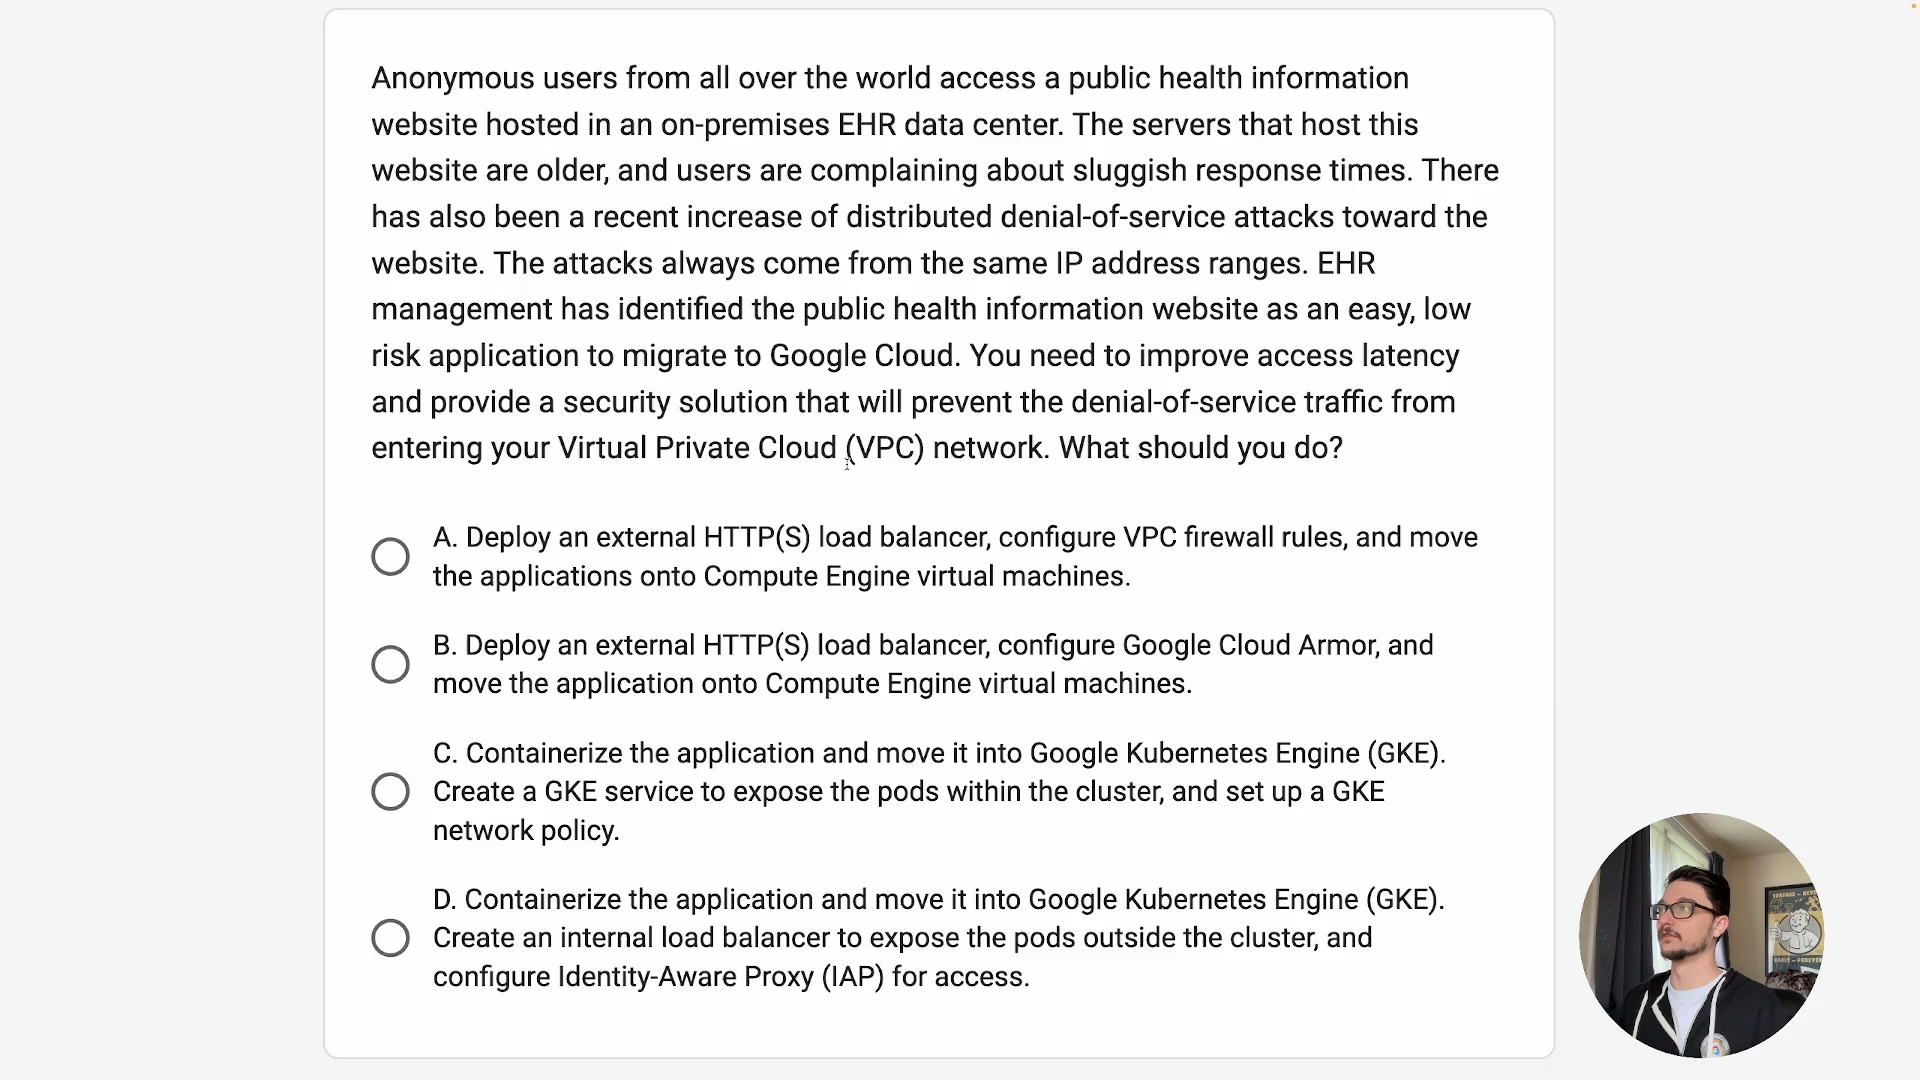 Anonymous users from all over the world access a public health information
website hosted in an on-premises EHR data center. The servers that host this
website are older, and users are complaining about sluggish response times. There
has also been a recent increase of distributed denial-of-service attacks toward the
website. The attacks always come from the same IP address ranges. EHR
management has identified the public health information website as an easy, low
risk application to migrate to Google Cloud. You need to improve access latency
and provide a security solution that will prevent the denial-of-service traffic from
entering your Virtual Private Cloud (VPC) network. What should you do?
A. Deploy an external HTTP(S) load balancer, configure VPC firewall rules, and move
the applications onto Compute Engine virtual machines.
B. Deploy an external HTTP(S) load balancer, configure Google Cloud Armor, and
move the application onto Compute Engine virtual machines.
C. Containerize the application and move it into Google Kubernetes Engine (GKE).
Create a GKE service to expose the pods within the cluster, and set up a GKE
network policy.
D. Containerize the application and move it into Google Kubernetes Engine (GKE).
Create an internal load balancer to expose the pods outside the cluster, and
configure Identity-Aware Proxy (IAP) for access.